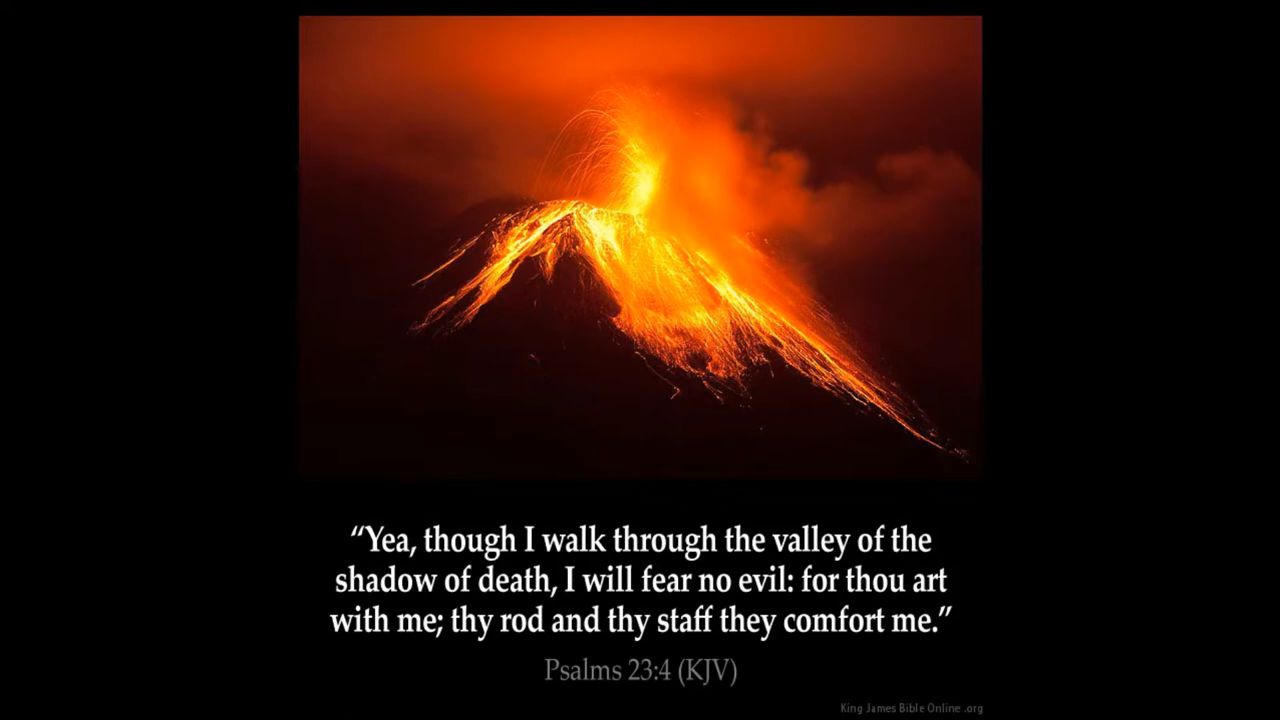 “Yea, though I walk through the valley of the
shadow of death, I will fear no evil: for thou art
with me; thy rod and thy staff they comfort me.”
Psalms 23:4 (KJV)
King James Bible Online .org